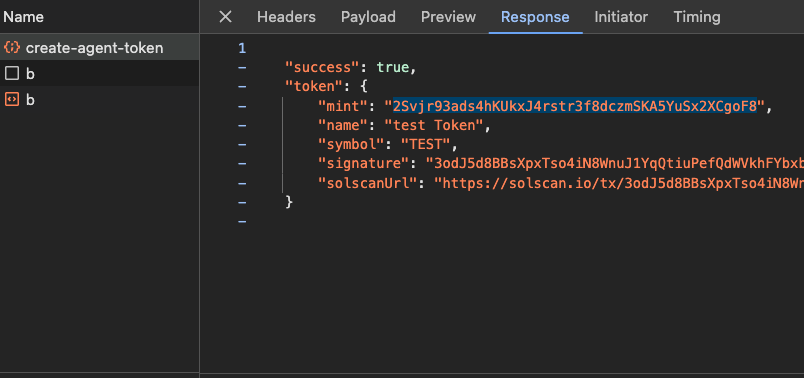 Name
create-agent-token
b
b
Headers Payload Preview Response Initiator Timing
1
- "success": true,
- "token": {
- "mint": "2Svjr93ads4hKUkxJ4rstr3f8dczmSKA5YuSx2XCgoF8",
- "name": "test Token",
- "symbol": "TEST",
- "signature": "3odJ5d8BBsXpxTso4iN8WnuJ1YqQtiuPefQdWVkhFYbxb
- "solscanUrl": "https://solscan.io/tx/3odJ5d8BBsXpxTso4iN8Wn
- }
-